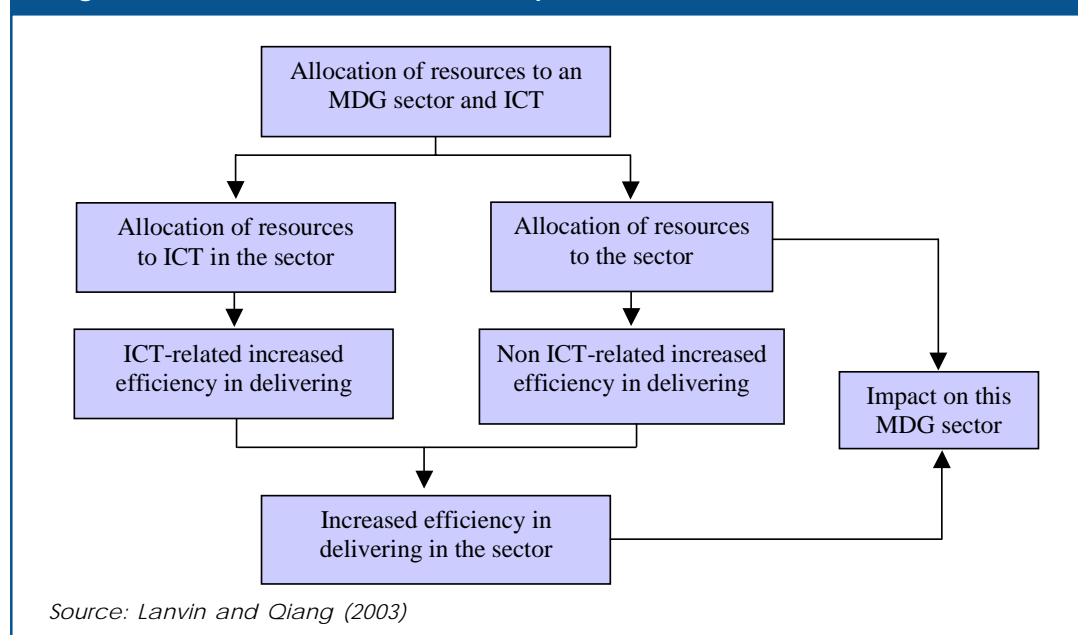 Allocation of resources to an
MDG sector and ICT
Allocation of resources
to ICT in the sector
Allocation of resources
to the sector
ICT-related increased
efficiency in delivering
Non ICT-related increased
efficiency in delivering
Impact on this
MDG sector
Increased efficiency in
delivering in the sector
Source: Lanvin and Qiang (2003)